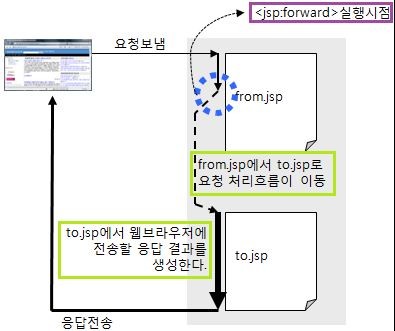 <jsp:forward>실행시점
요청보냄
from.jsp
from.jsp에서 to.jsp로
요청 처리흐름이 이동
to.jsp에서 웹브라우저에
전송할 응답 결과를
생성한다.
to.jsp
응답전송